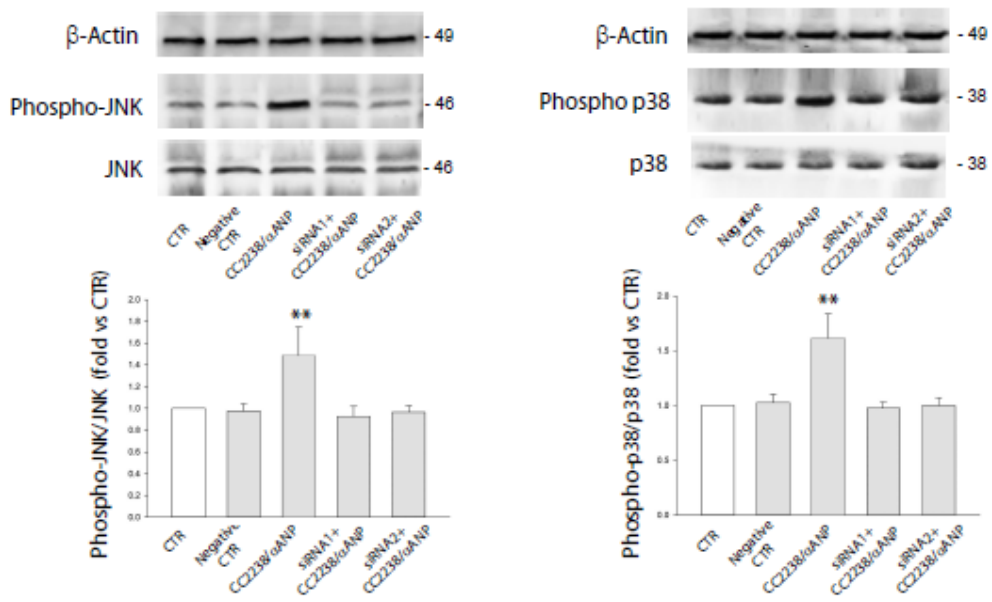 β-Actin
- 49
Phospho-JNK
- 46
JNK
- 46
CTR
Negative
CTR
CC2238/αANP
siRNA1+
CC2238/αANP
siRNA2+
CC2238/αANP
Phospho-JNK/JNK (fold vs CTR)
2.0
1.8
1.6
1.4
1.2
1.0
0.8
0.6
0.4
0.2
0.0
**
CTR
Negative
CTR
CC2238/αANP
siRNA1+
CC2238/αANP
siRNA2+
CC2238/αANP
β-Actin
- 49
Phospho p38
- 38
p38
- 38
CTR
Negative
CTR
CC2238/αANP
siRNA1+
CC2238/αANP
siRNA2+
CC2238/αANP
Phospho-p38/p38 (fold vs CTR)
2.0
1.5
1.0
0.5
0.0
**
CTR
Negative
CTR
CC2238/αANP
siRNA1+
CC2238/αANP
siRNA2+
CC2238/αANP